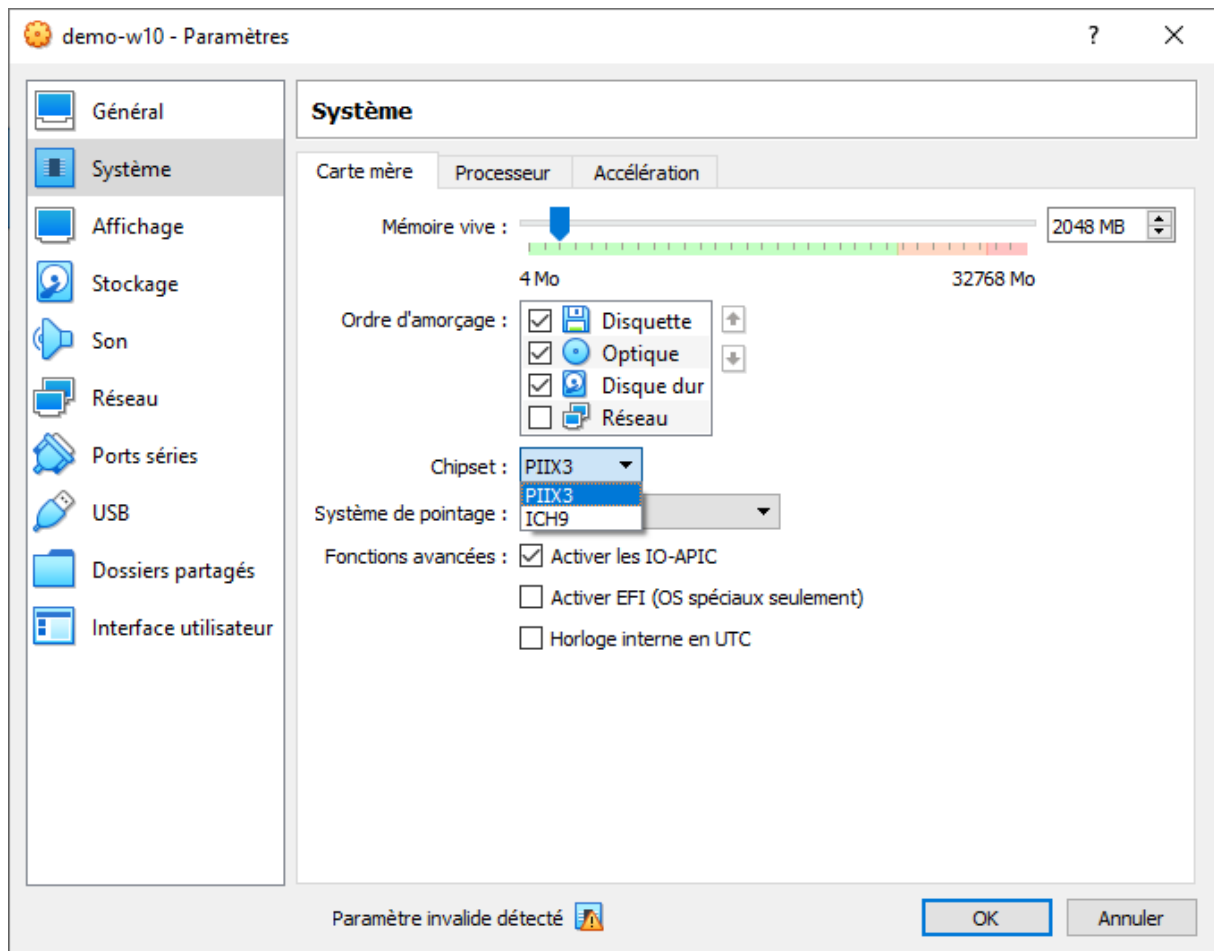 demo-w10 - Paramètres
?
Général
Système
Affichage
Stockage
Son
Réseau
Ports séries
USB
Dossiers partagés
Interface utilisateur
Système
Carte mère Processeur Accélération
Mémoire vive : 2048 MB
4 Mo 32768 Mo
Ordre d'amorçage : Disquette
Optique
Disque dur
Réseau
Chipset : PIIX3
PIIX3
Système de pointage : ICH9
Fonctions avancées : Activer les IO-APIC
Activer EFI (OS spéciaux seulement)
Horloge interne en UTC
Paramètre invalide détecté OK Annuler